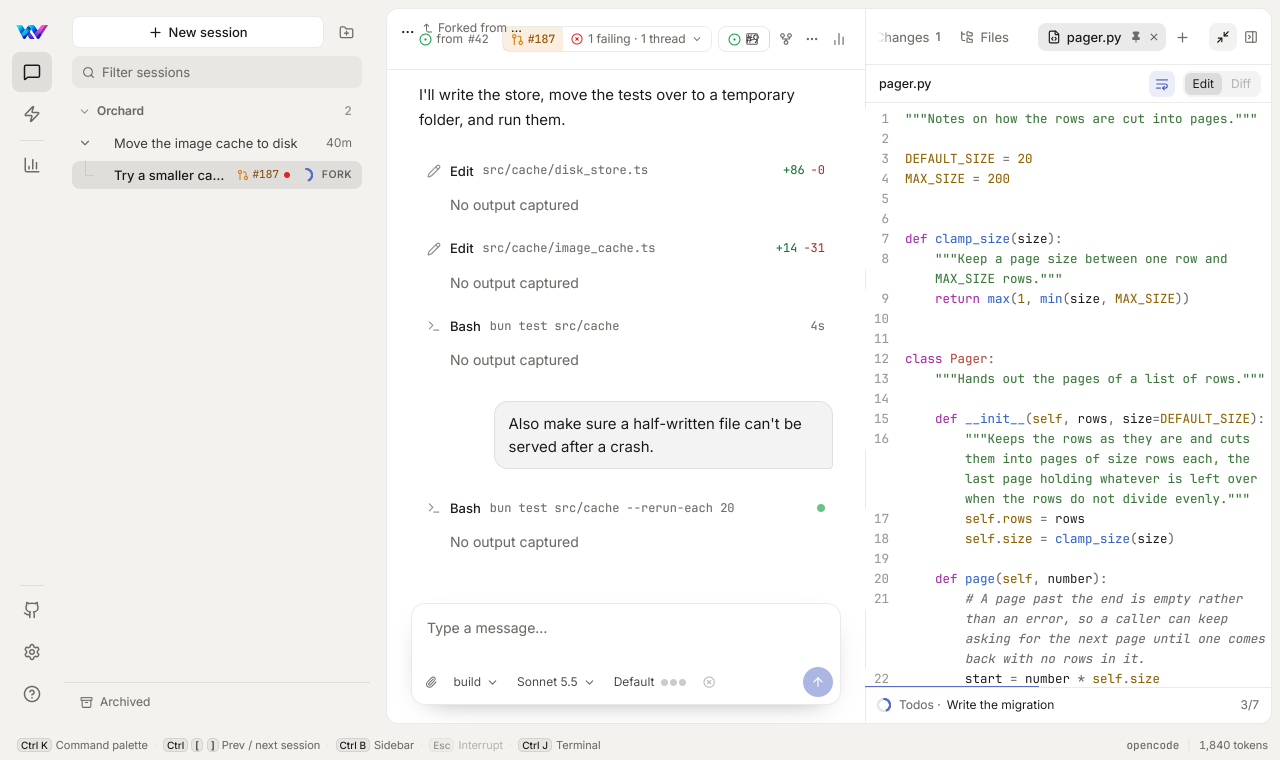 New session
Filter sessions
Orchard 2
Move the image cache to disk 40m
Try a smaller ca... #187 FORK
Archived
... Forked from ...
from #42 #187 1 failing · 1 thread
I'll write the store, move the tests over to a temporary
folder, and run them.
Edit src/cache/disk_store.ts +86 -0
No output captured
Edit src/cache/image_cache.ts +14 -31
No output captured
Bash bun test src/cache 4s
No output captured
Also make sure a half-written file can't be
served after a crash.
Bash bun test src/cache --rerun-each 20
No output captured
Type a message...
build Sonnet 5.5 Default
Changes 1 Files pager.py
pager.py Edit Diff
1 """Notes on how the rows are cut into pages."""
2
3 DEFAULT_SIZE = 20
4 MAX_SIZE = 200
5
6
7 def clamp_size(size):
8 """Keep a page size between one row and
MAX_SIZE rows."""
9 return max(1, min(size, MAX_SIZE))
10
11
12 class Pager:
13 """Hands out the pages of a list of rows."""
14
15 def __init__(self, rows, size=DEFAULT_SIZE):
16 """Keeps the rows as they are and cuts
them into pages of size rows each, the
last page holding whatever is left over
when the rows do not divide evenly."""
17 self.rows = rows
18 self.size = clamp_size(size)
19
20 def page(self, number):
21 # A page past the end is empty rather
than an error, so a caller can keep
asking for the next page until one comes
back with no rows in it.
22 start = number * self.size
Todos · Write the migration 3/7
Ctrl K Command palette Ctrl [ ] Prev / next session Ctrl B Sidebar Esc Interrupt Ctrl J Terminal
opencode 1,840 tokens